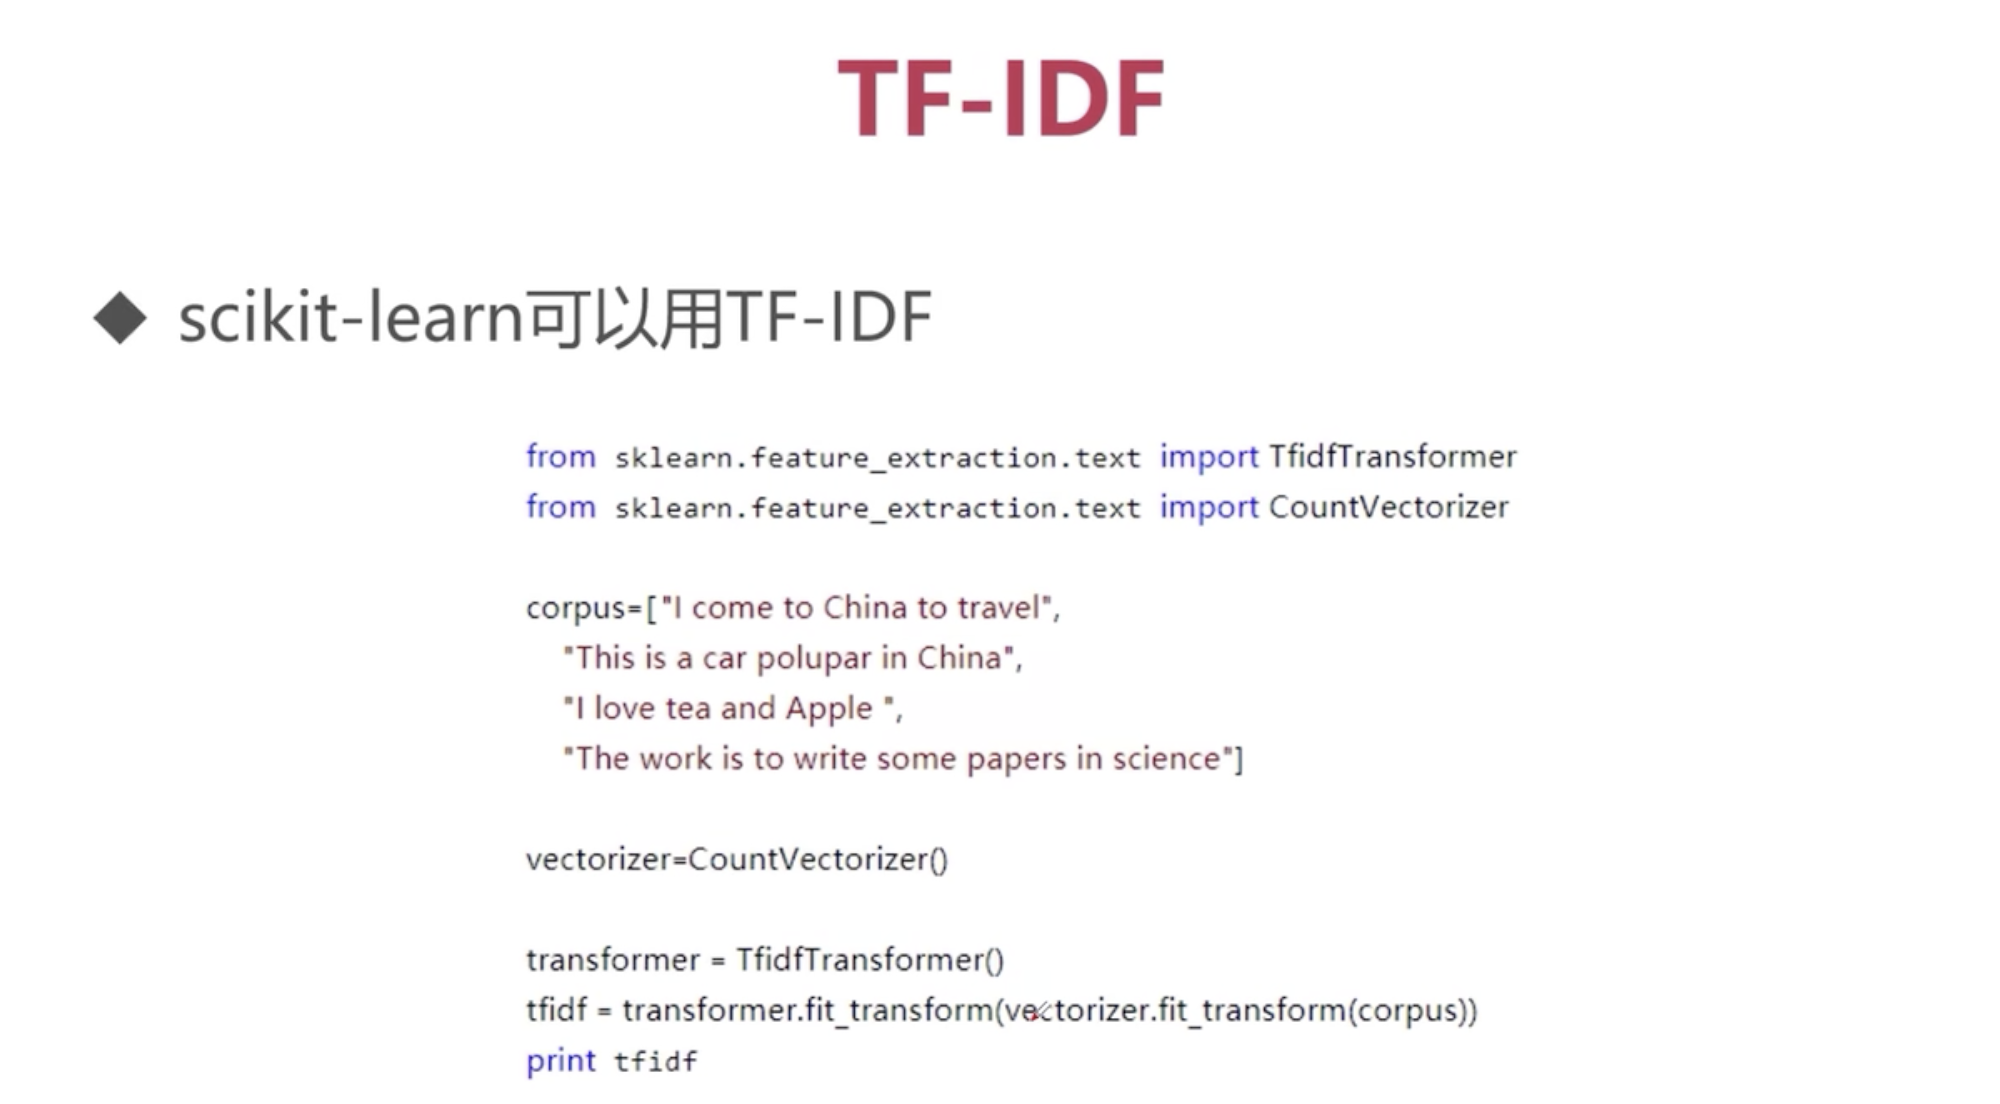 TF-IDF
◆ scikit-learn可以用TF-IDF
from sklearn.feature_extraction.text import TfidfTransformer
from sklearn.feature_extraction.text import CountVectorizer
corpus=["I come to China to travel",
"This is a car polupar in China",
"I love tea and Apple ",
"The work is to write some papers in science"]
vectorizer=CountVectorizer()
transformer = TfidfTransformer()
tfidf = transformer.fit_transform(vectorizer.fit_transform(corpus))
print tfidf